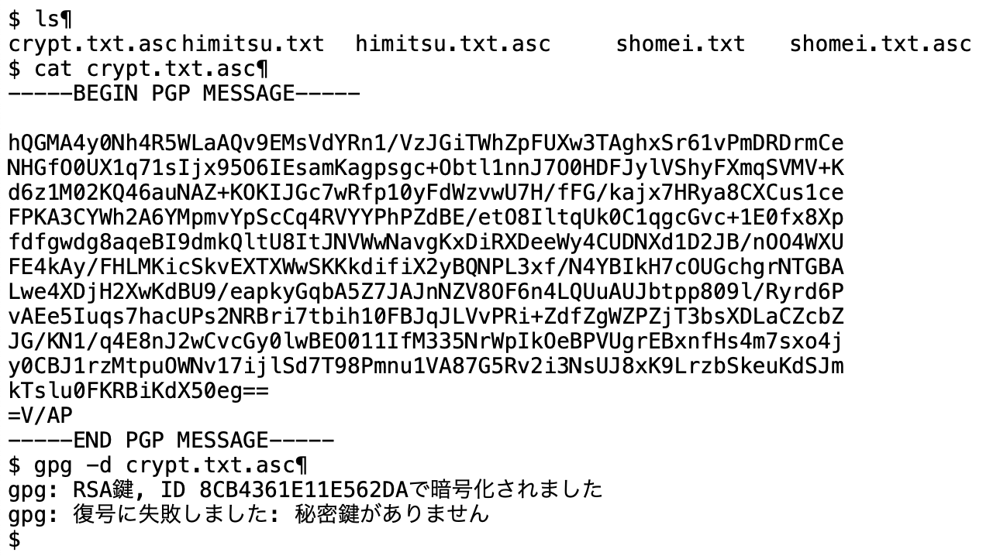 $ ls¶
crypt.txt.asc himitsu.txt himitsu.txt.asc shomei.txt shomei.txt.asc
$ cat crypt.txt.asc¶
-----BEGIN PGP MESSAGE-----
hQGMA4y0Nh4R5WLaAQv9EMsVdYRn1/VzJGiTWhZpFUXw3TAghxSr61vPmDRDrmCe
NHGfO0UX1q71sIjx95O6IEsamKagpsgc+Obtl1nnJ7O0HDFJylVShyFXmqSVMV+K
d6z1M02KQ46auNAZ+KOKIJGc7wRfp10yFdWzvwU7H/fFG/kajx7HRya8CXCus1ce
FPKA3CYWh2A6YMpmvYpScCq4RVYYPhPZdBE/etO8IltqUk0C1qgcGvc+1E0fx8Xp
fdfgwdg8aqeBI9dmkQltU8ItJNVWwNavgKxDiRXDeeWy4CUDNXd1D2JB/nOO4WXU
FE4kAy/FHLMKicSkvEXTXWwSKKkdifiX2yBQNPL3xf/N4YBIkH7cOUGchgrNTGBA
Lwe4XDjH2XwKdBU9/eapkyGqbA5Z7JAJnNZV8OF6n4LQUuAUJbtpp809l/Ryrd6P
vAEe5Iuqs7hacUPs2NRBri7tbih10FBJqJLVvPRi+ZdfZgWZPZjT3bsXDLaCZcbZ
JG/KN1/q4E8nJ2wCvcGy0lwBEO011IfM335NrWpIkOeBPVUgrEBxnfHs4m7sxo4j
y0CBJ1rzMtpuOWNv17ijlSd7T98Pmnu1VA87G5Rv2i3NsUJ8xK9LrzbSkeuKdSJm
kTslu0FKRBiKdX50eg==
=V/AP
-----END PGP MESSAGE-----
$ gpg -d crypt.txt.asc¶
gpg: RSA鍵, ID 8CB4361E11E562DAで暗号化されました
gpg: 復号に失敗しました: 秘密鍵がありません
$